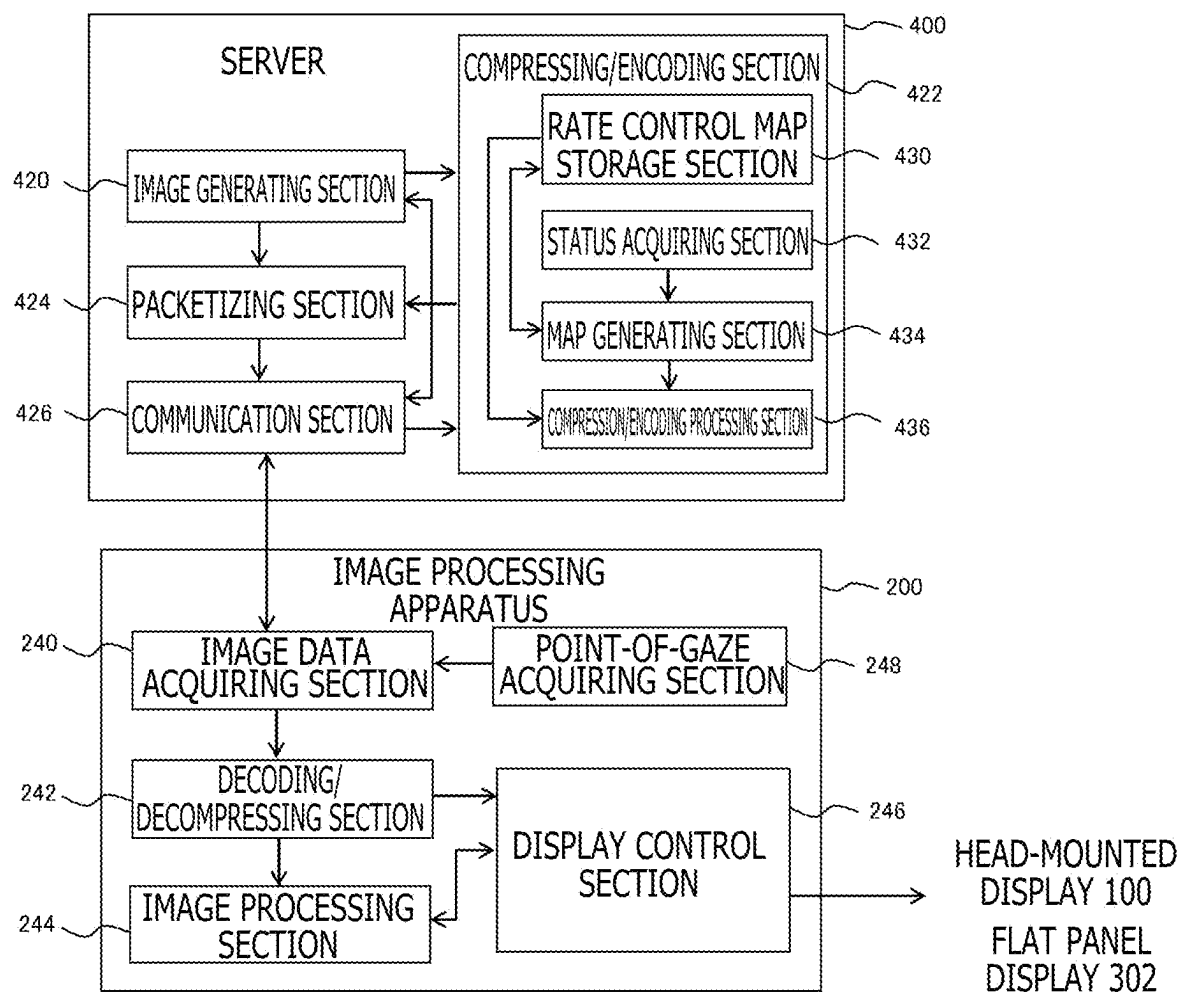 400
SERVER
COMPRESSING/ENCODING SECTION
422
RATE CONTROL MAP
STORAGE SECTION
430
420
IMAGE GENERATING SECTION
STATUS ACQUIRING SECTION
432
424
PACKETIZING SECTION
MAP GENERATING SECTION
434
426
COMMUNICATION SECTION
COMPRESSION/ENCODING PROCESSING SECTION
436
IMAGE PROCESSING
APPARATUS
200
240
IMAGE DATA
ACQUIRING SECTION
POINT-OF-GAZE
ACQUIRING SECTION
248
242
DECODING/
DECOMPRESSING SECTION
246
DISPLAY CONTROL
SECTION
244
IMAGE PROCESSING
SECTION
HEAD-MOUNTED
DISPLAY 100
FLAT PANEL
DISPLAY 302